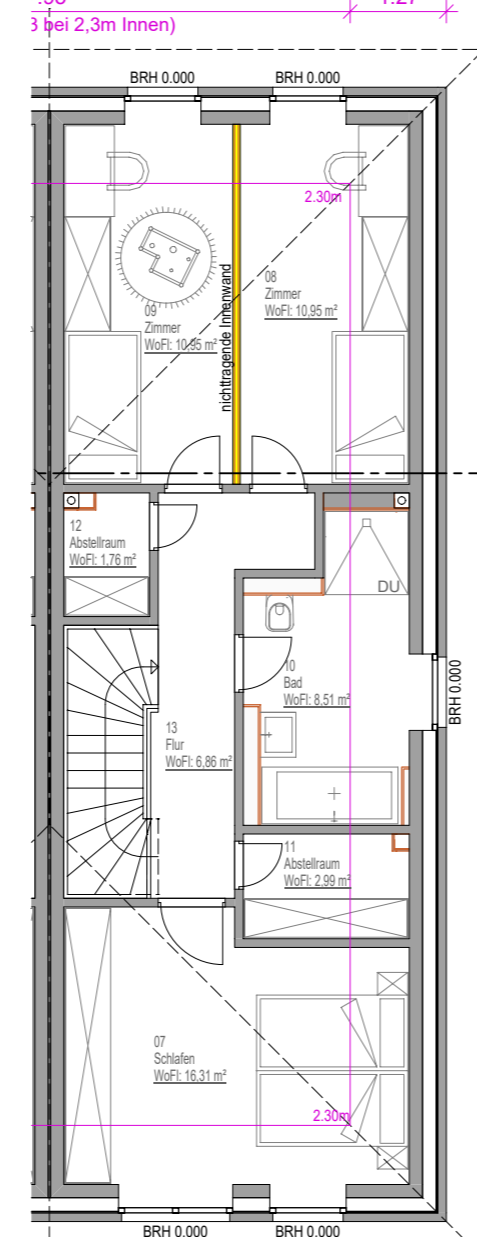 3 bei 2,3m Innen)
BRH 0.000
BRH 0.000
2.30m
08
Zimmer
WoFl: 10,95 m²
nichttragende Innenwand
09
Zimmer
WoFl: 10,95 m²
12
Abstellraum
WoFl: 1,76 m²
DU
10
Bad
WoFl: 8,51 m²
BRH 0.000
13
Flur
WoFl: 6,86 m²
11
Abstellraum
WoFl: 2,99 m²
07
Schlafen
WoFl: 16,31 m²
2.30m
BRH 0.000
BRH 0.000